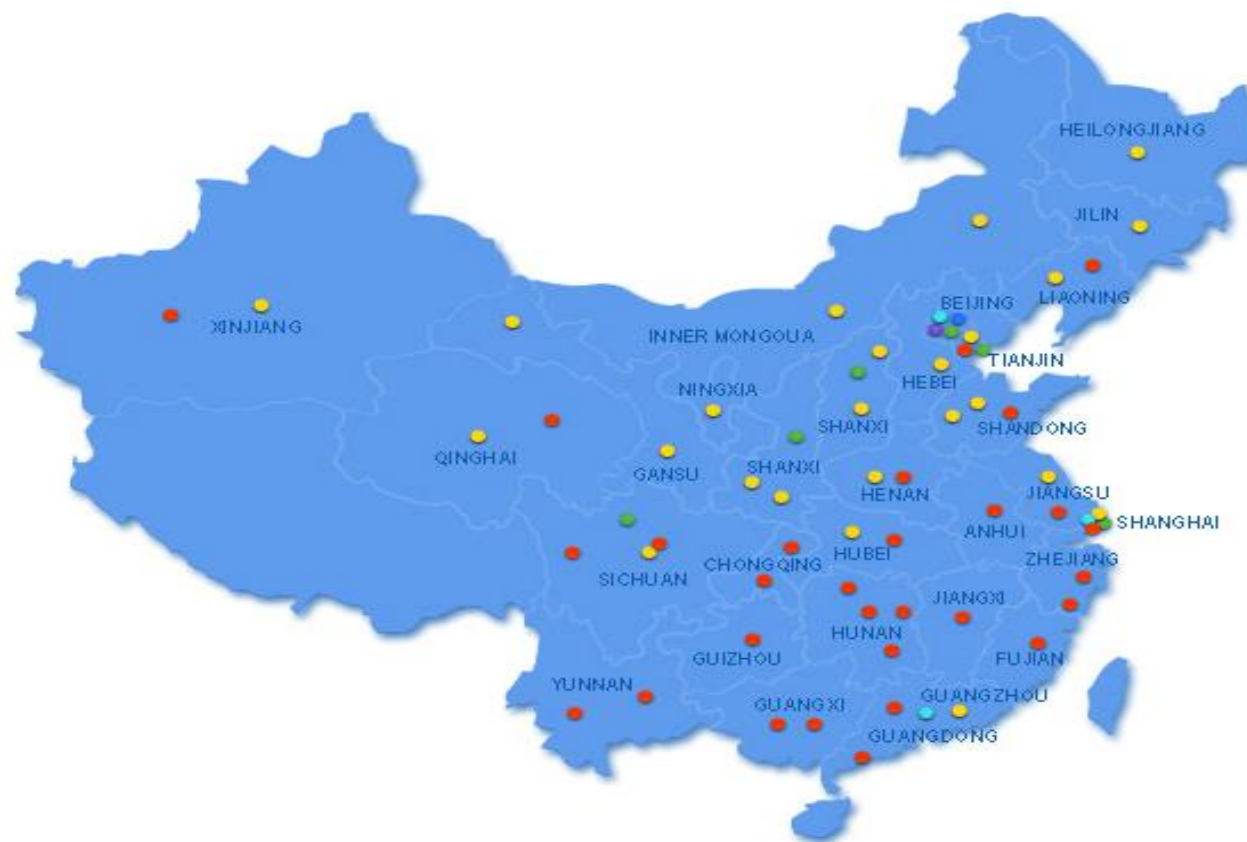 HEILONGJIANG
JILIN
BEIJING
LIAONING
XINJIANG
INNER MONGOUA
TIANJIN
HEBEI
NINGXIA
SHANXI
SHANDONG
QINGHAI
GANSU
SHANXI
HENAN
JIANGSU
SHANGHAI
ANHUI
HUBEI
ZHEJIANG
CHONGQING
SICHUAN
JIANGXI
HUNAN
GUIZHOU
FUJIAN
YUNNAN
GUANGZHOU
GUANGXI
GUANGDONG